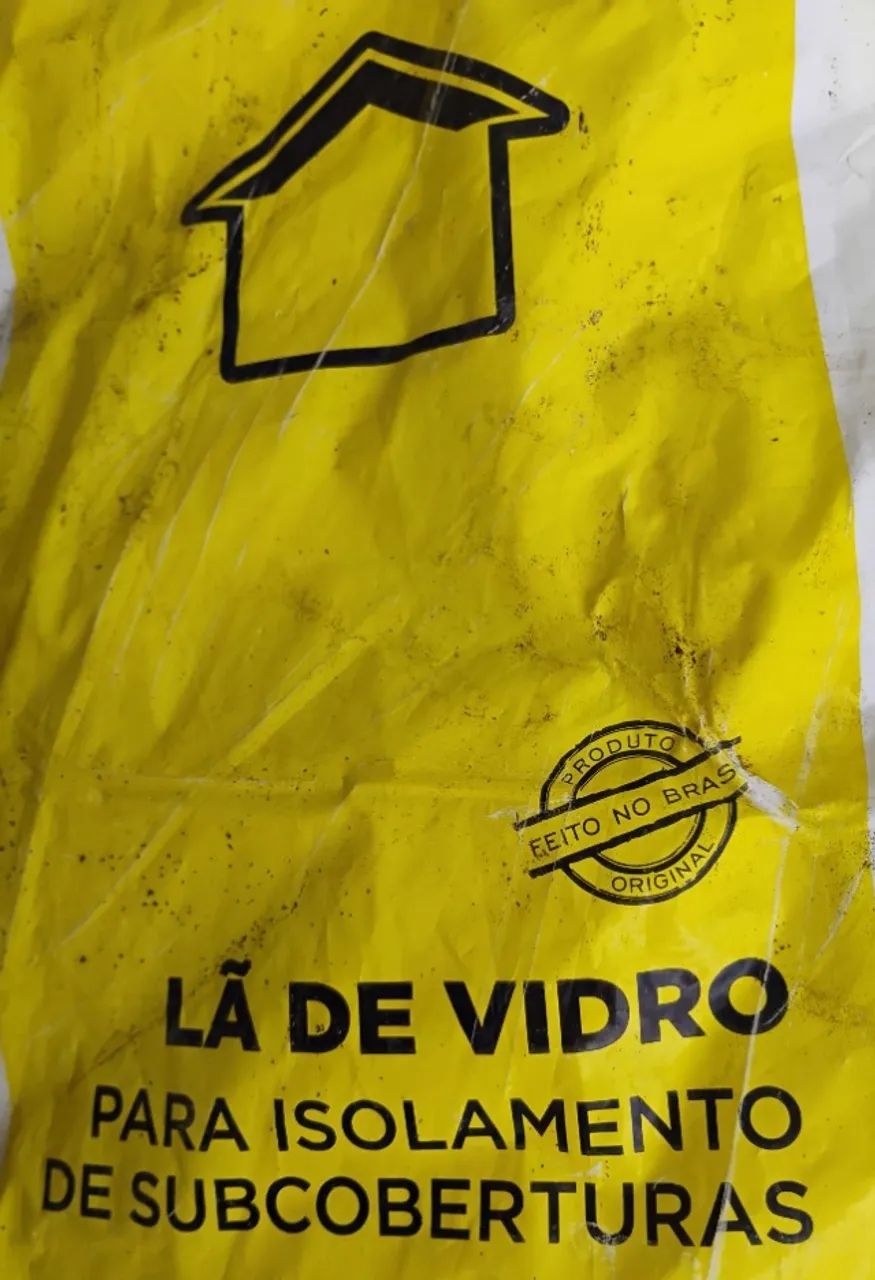 PRODUTO
FEITO NO BRAS
ORIGINAL
LÃ DE VIDRO
PARA ISOLAMENTO
DE SUBCOBERTURAS